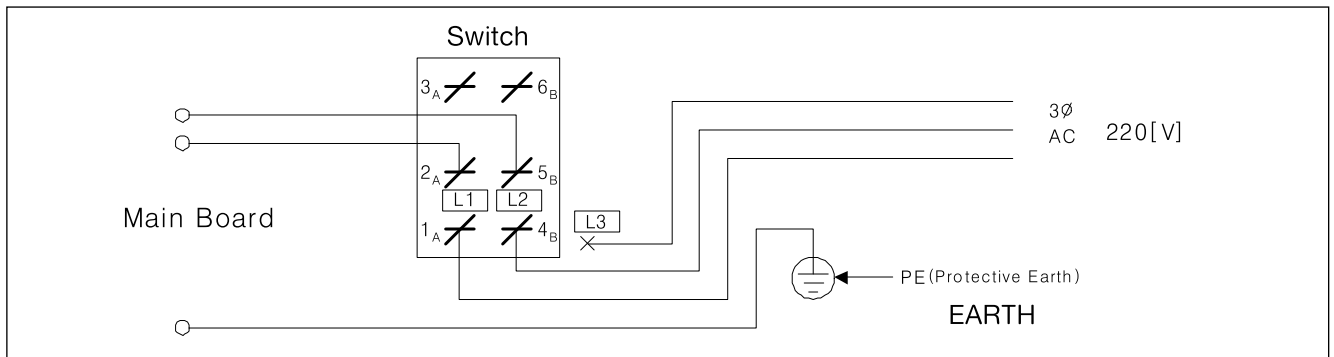 Switch
3A 6B
2A 5B
L1 L2
1A 4B
L3
Main Board
3Ø
AC 220[V]
PE(Protective Earth)
EARTH